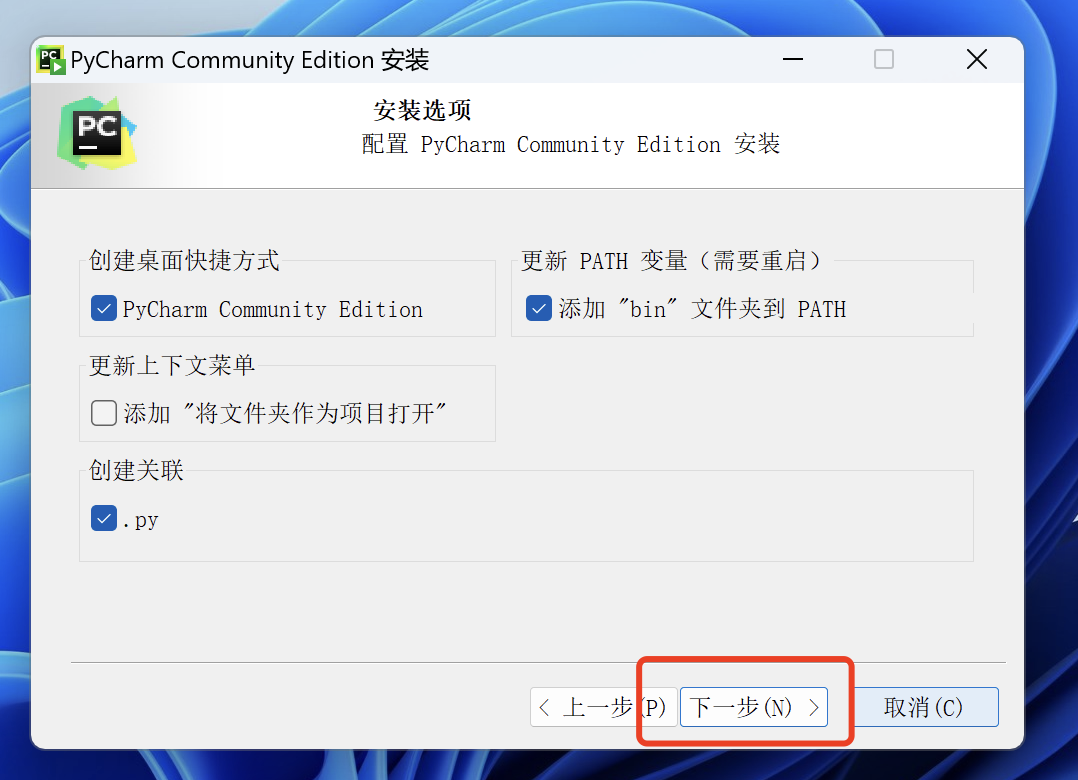 PyCharm Community Edition 安装
PC
安装选项
配置 PyCharm Community Edition 安装
创建桌面快捷方式
PyCharm Community Edition
更新 PATH 变量（需要重启）
添加 "bin" 文件夹到 PATH
更新上下文菜单
添加 "将文件夹作为项目打开"
创建关联
.py
< 上一步(P)
下一步(N) >
取消(C)